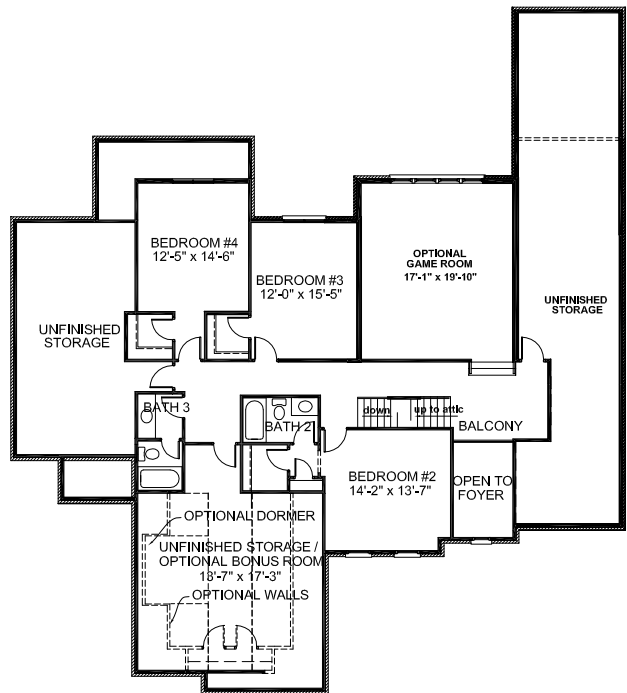 BEDROOM #4
12'-5" x 14'-6"
BEDROOM #3
12'-0" x 15'-5"
OPTIONAL
GAME ROOM
17'-1" x 19'-10"
UNFINISHED
STORAGE
UNFINISHED
STORAGE
BATH 3
BATH 2
down
up to attic
BALCONY
BEDROOM #2
14'-2" x 13'-7"
OPEN TO
FOYER
OPTIONAL DORMER
UNFINISHED STORAGE /
OPTIONAL BONUS ROOM
13'-7" x 17'-3"
OPTIONAL WALLS